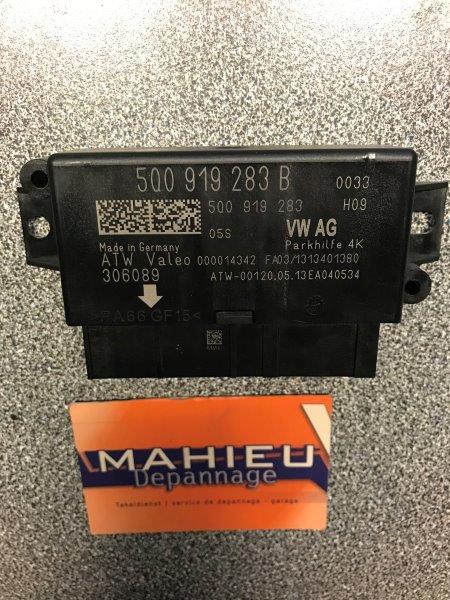 5Q0 919 283 B 0033
5Q0 919 283 H09
05S VW AG
Made in Germany Parkhilfe 4K
ATW Valeo 000014342 FA03/1313401380
306089 ATW-00120.05.13EA040534
>PA66 GF15<
MAHIEU
Depannage
Takeldienst | service de depannage - garage